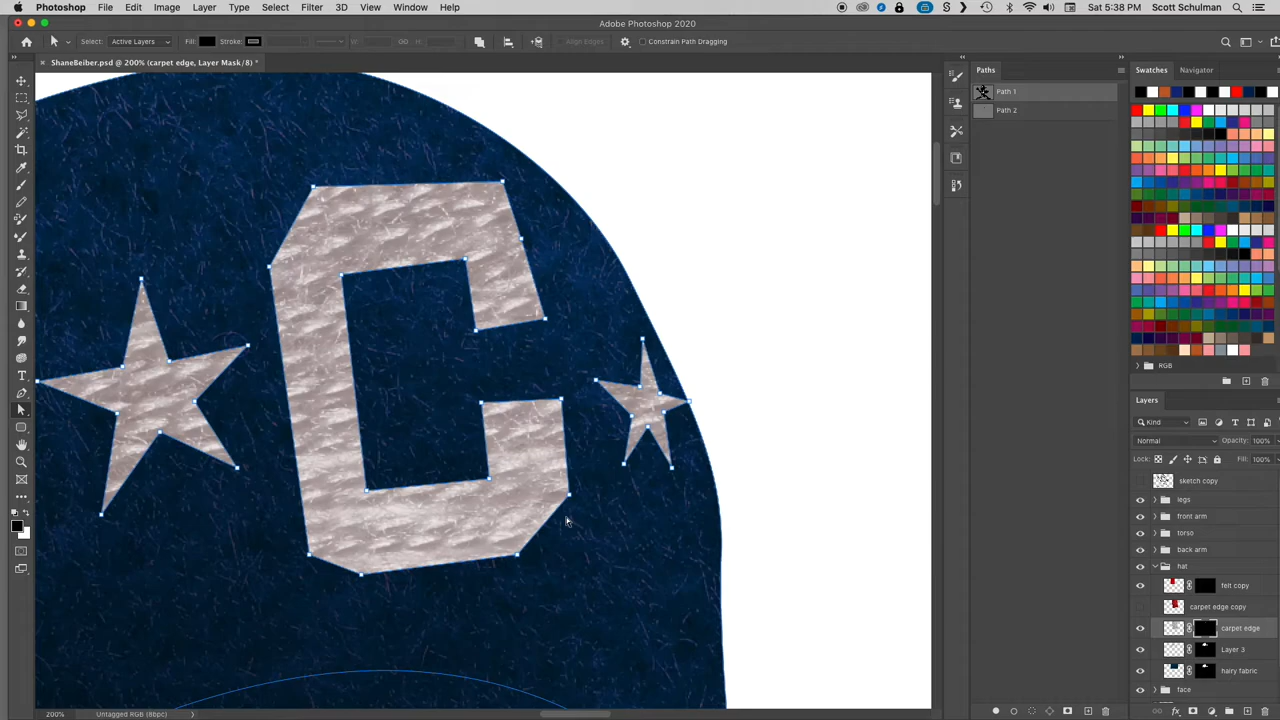 Photoshop File Edit Image Layer Type Select Filter 3D View Window Help
Sat 5:38 PM Scott Schulman
Adobe Photoshop 2020
Select: Active Layers Fill: Stroke: W: GO H: Align Edges Constrain Path Dragging
ShaneBeiber.psd @ 200% (carpet edge, Layer Mask/8) *
Paths
Path 1
Path 2
Swatches Navigator
RGB
Layers
Kind
Normal Opacity: 100%
Lock: Fill: 100%
sketch copy
legs
front arm
torso
back arm
hat
felt copy
carpet edge copy
carpet edge
Layer 3
hairy fabric
face
C
200% Untagged RGB (8bpc)